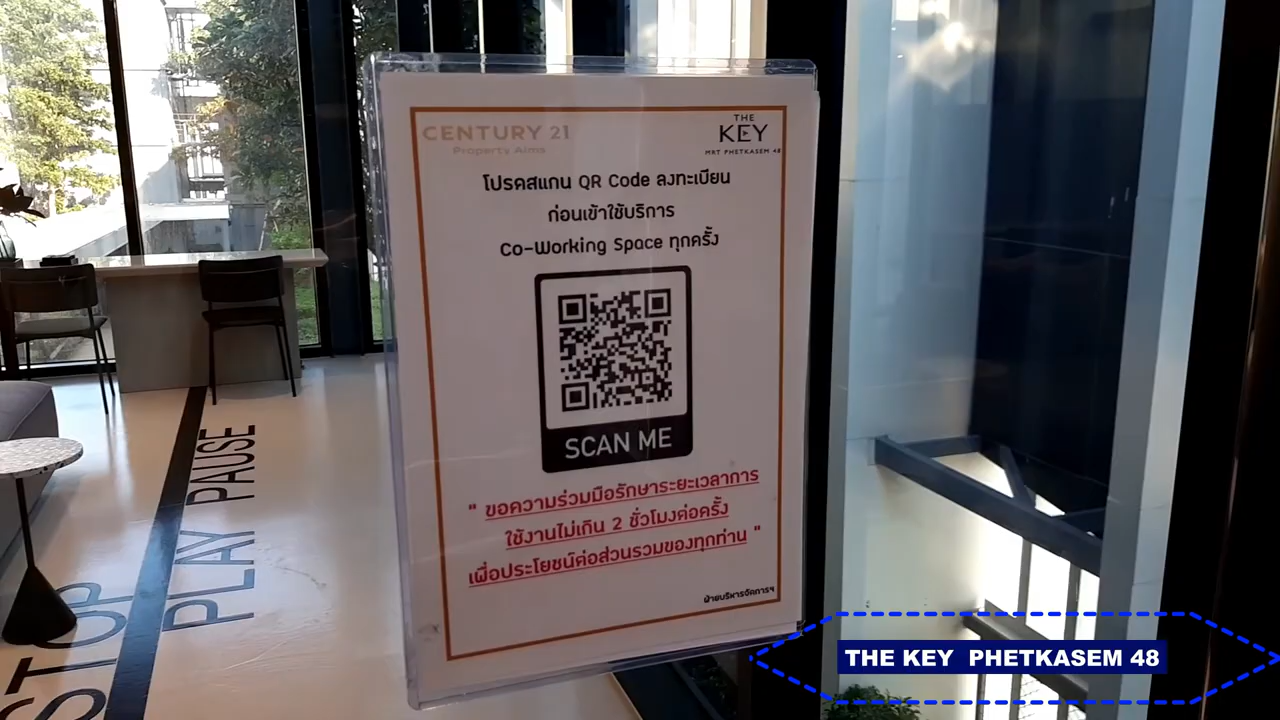 CENTURY 21
Property Aims
THE
KEY
MRT PHETKASEM 48
โปรดสแกน QR Code ลงทะเบียน
ก่อนเข้าใช้บริการ
Co-Working Space ทุกครั้ง
SCAN ME
" ขอความร่วมมือรักษาระยะเวลาการ
ใช้งานไม่เกิน 2 ชั่วโมงต่อครั้ง
เพื่อประโยชน์ต่อส่วนรวมของทุกท่าน "
ฝ่ายบริหารจัดการฯ
PLAY PAUSE
STOP
THE KEY PHETKASEM 48